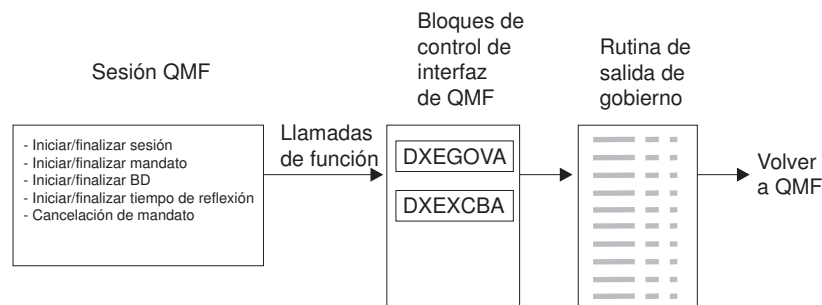 Sesión QMF
- Iniciar/finalizar sesión
- Iniciar/finalizar mandato
- Iniciar/finalizar BD
- Iniciar/finalizar tiempo de reflexión
- Cancelación de mandato
Llamadas
de función
Bloques de
control de
interfaz
de QMF
DXEGOVA
DXEXCBA
Rutina de
salida de
gobierno
Volver
a QMF